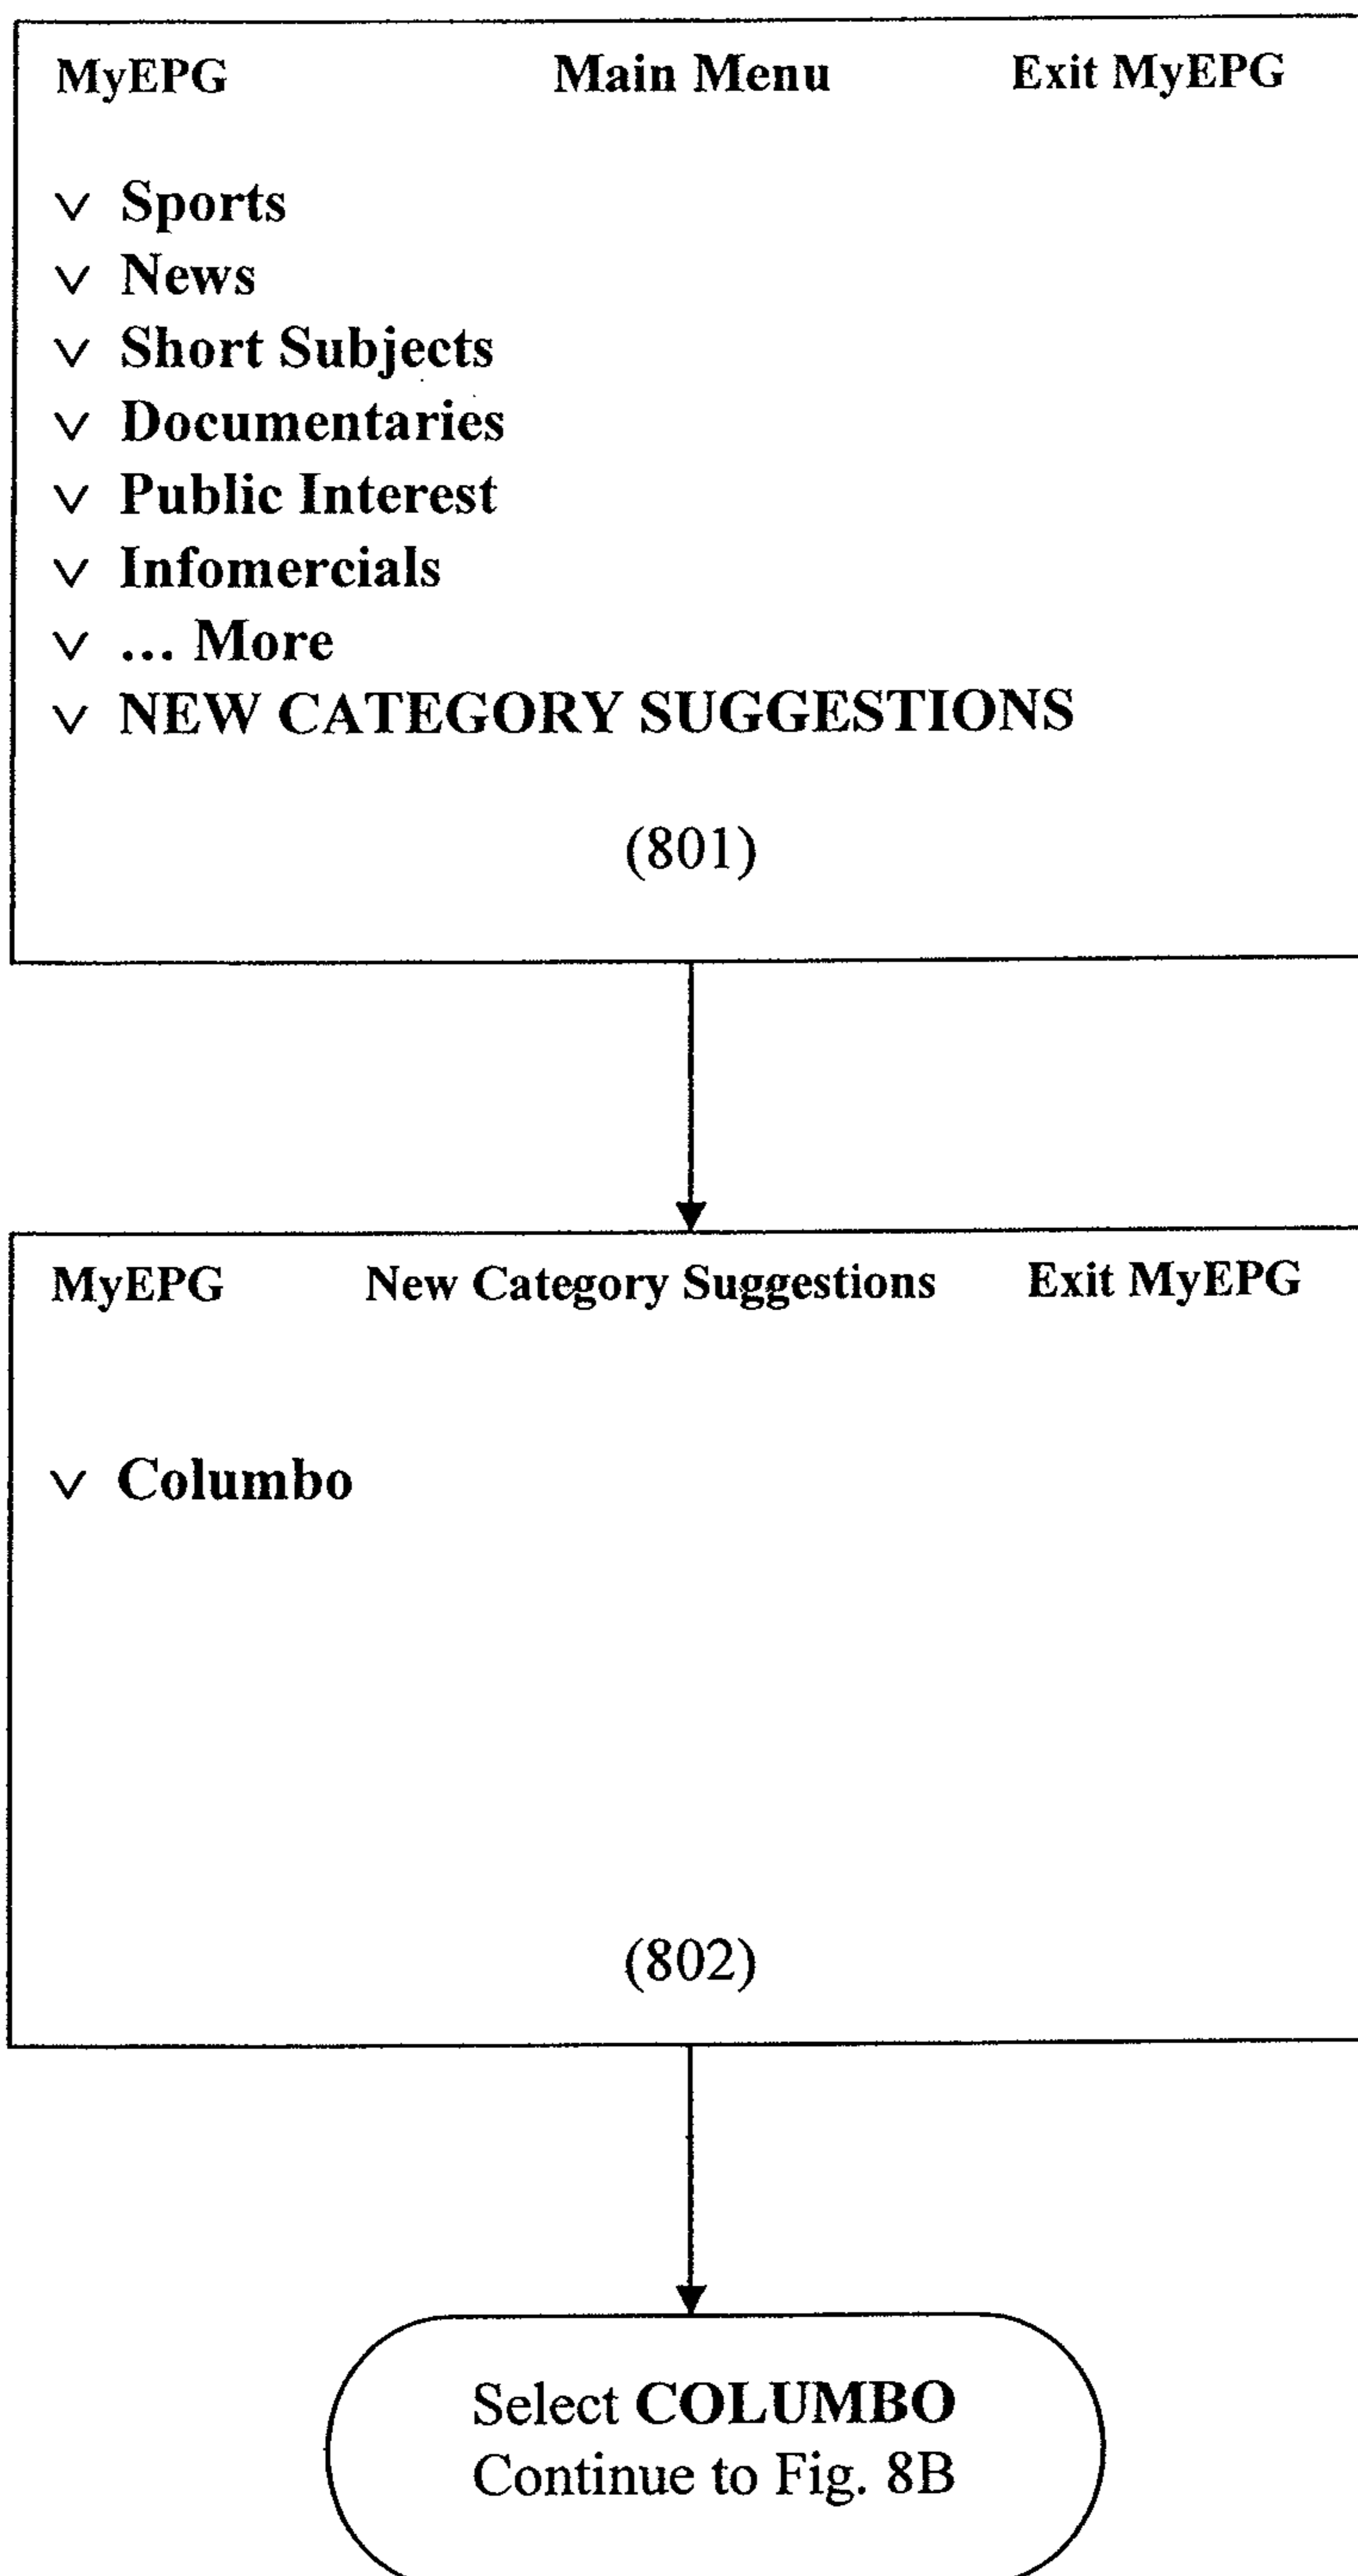 MyEPG Main Menu Exit MyEPG
v Sports
v News
v Short Subjects
v Documentaries
v Public Interest
v Infomercials
v ... More
v NEW CATEGORY SUGGESTIONS
(801)
MyEPG New Category Suggestions Exit MyEPG
v Columbo
(802)
Select COLUMBO
Continue to Fig. 8B